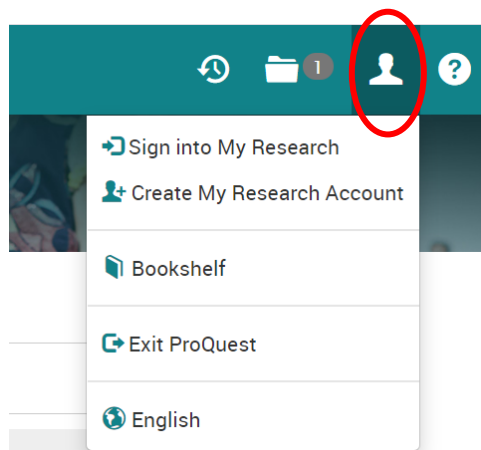 1
?
Sign into My Research
Create My Research Account
Bookshelf
Exit ProQuest
English